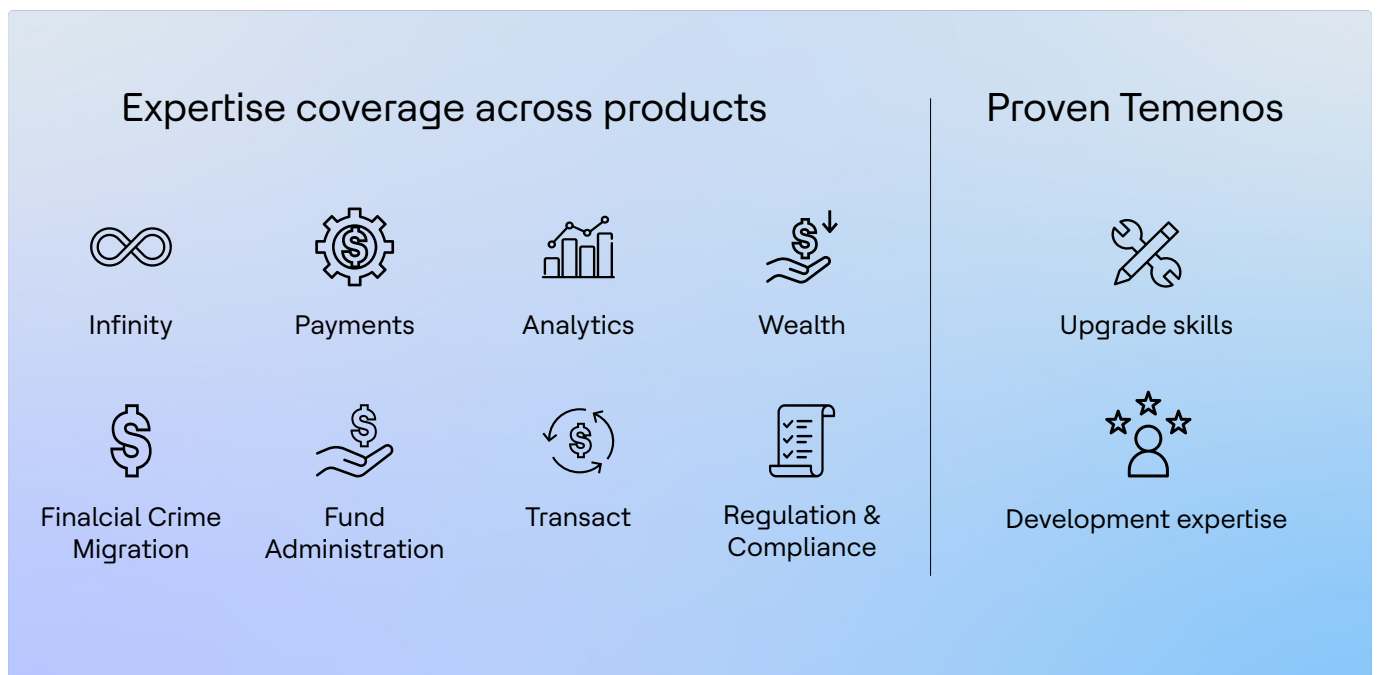 Expertise coverage across products
Proven Temenos
Infinity
Payments
Analytics
Wealth
Upgrade skills
Finalcial Crime
Migration
Fund
Administration
Transact
Regulation &
Compliance
Development expertise